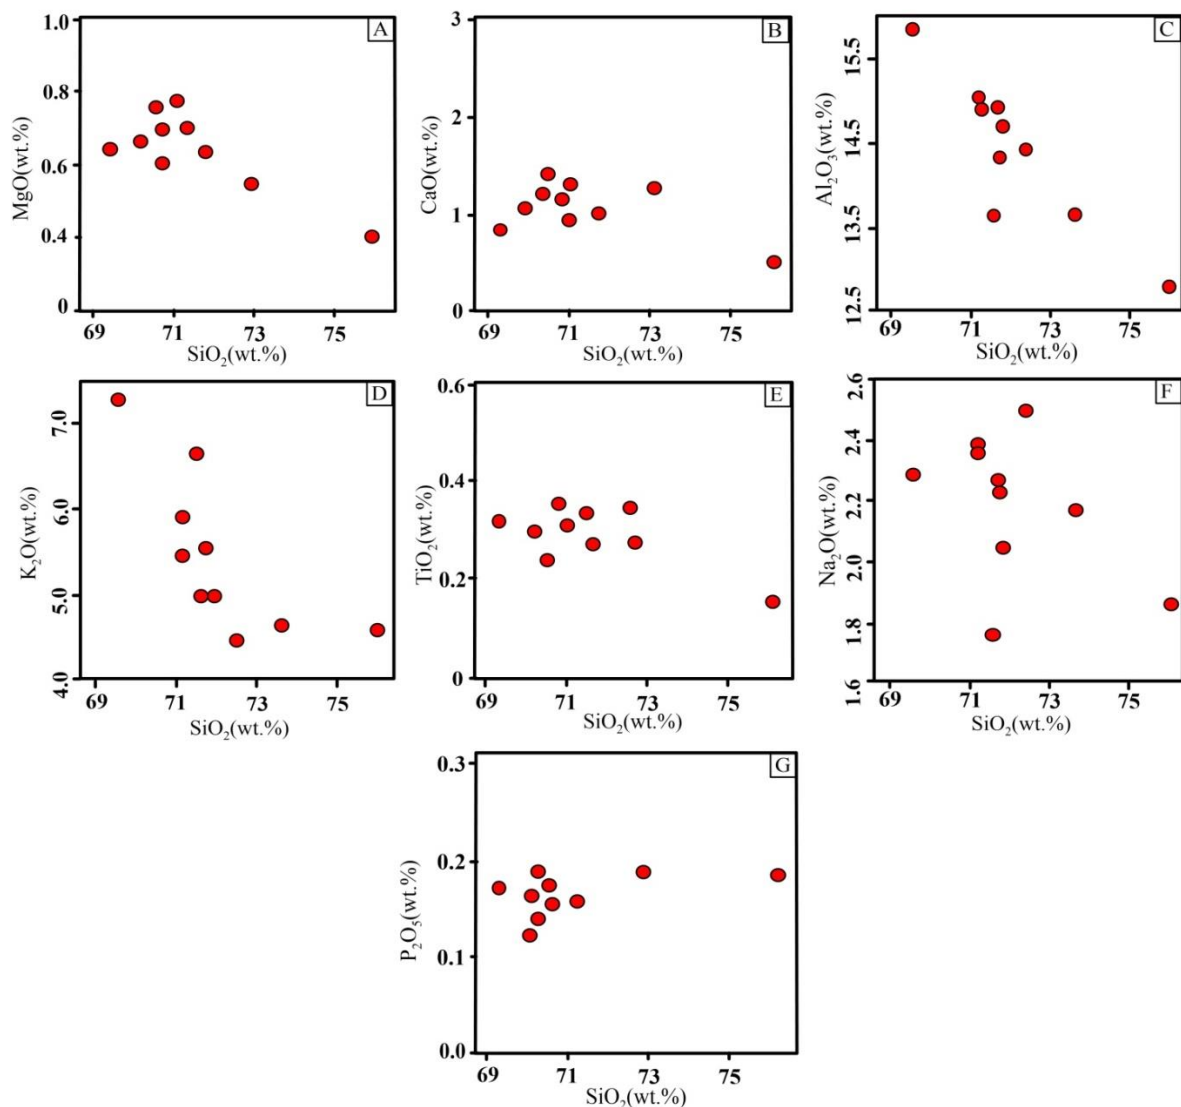 A
1.0
0.8
0.6
0.4
0
MgO(wt.%)
69 71 73 75
SiO₂(wt.%)
B
3
2
1
0
CaO(wt.%)
69 71 73 75
SiO₂(wt.%)
C
15.5
14.5
13.5
12.5
Al₂O₃(wt.%)
69 71 73 75
SiO₂(wt.%)
D
7.0
6.0
5.0
4.0
K₂O(wt.%)
69 71 73 75
SiO₂(wt.%)
E
0.6
0.4
0.2
0
TiO₂(wt.%)
69 71 73 75
SiO₂(wt.%)
F
2.6
2.4
2.2
2.0
1.8
1.6
Na₂O(wt.%)
69 71 73 75
SiO₂(wt.%)
G
0.3
0.2
0.1
0.0
P₂O₅(wt.%)
69 71 73 75
SiO₂(wt.%)